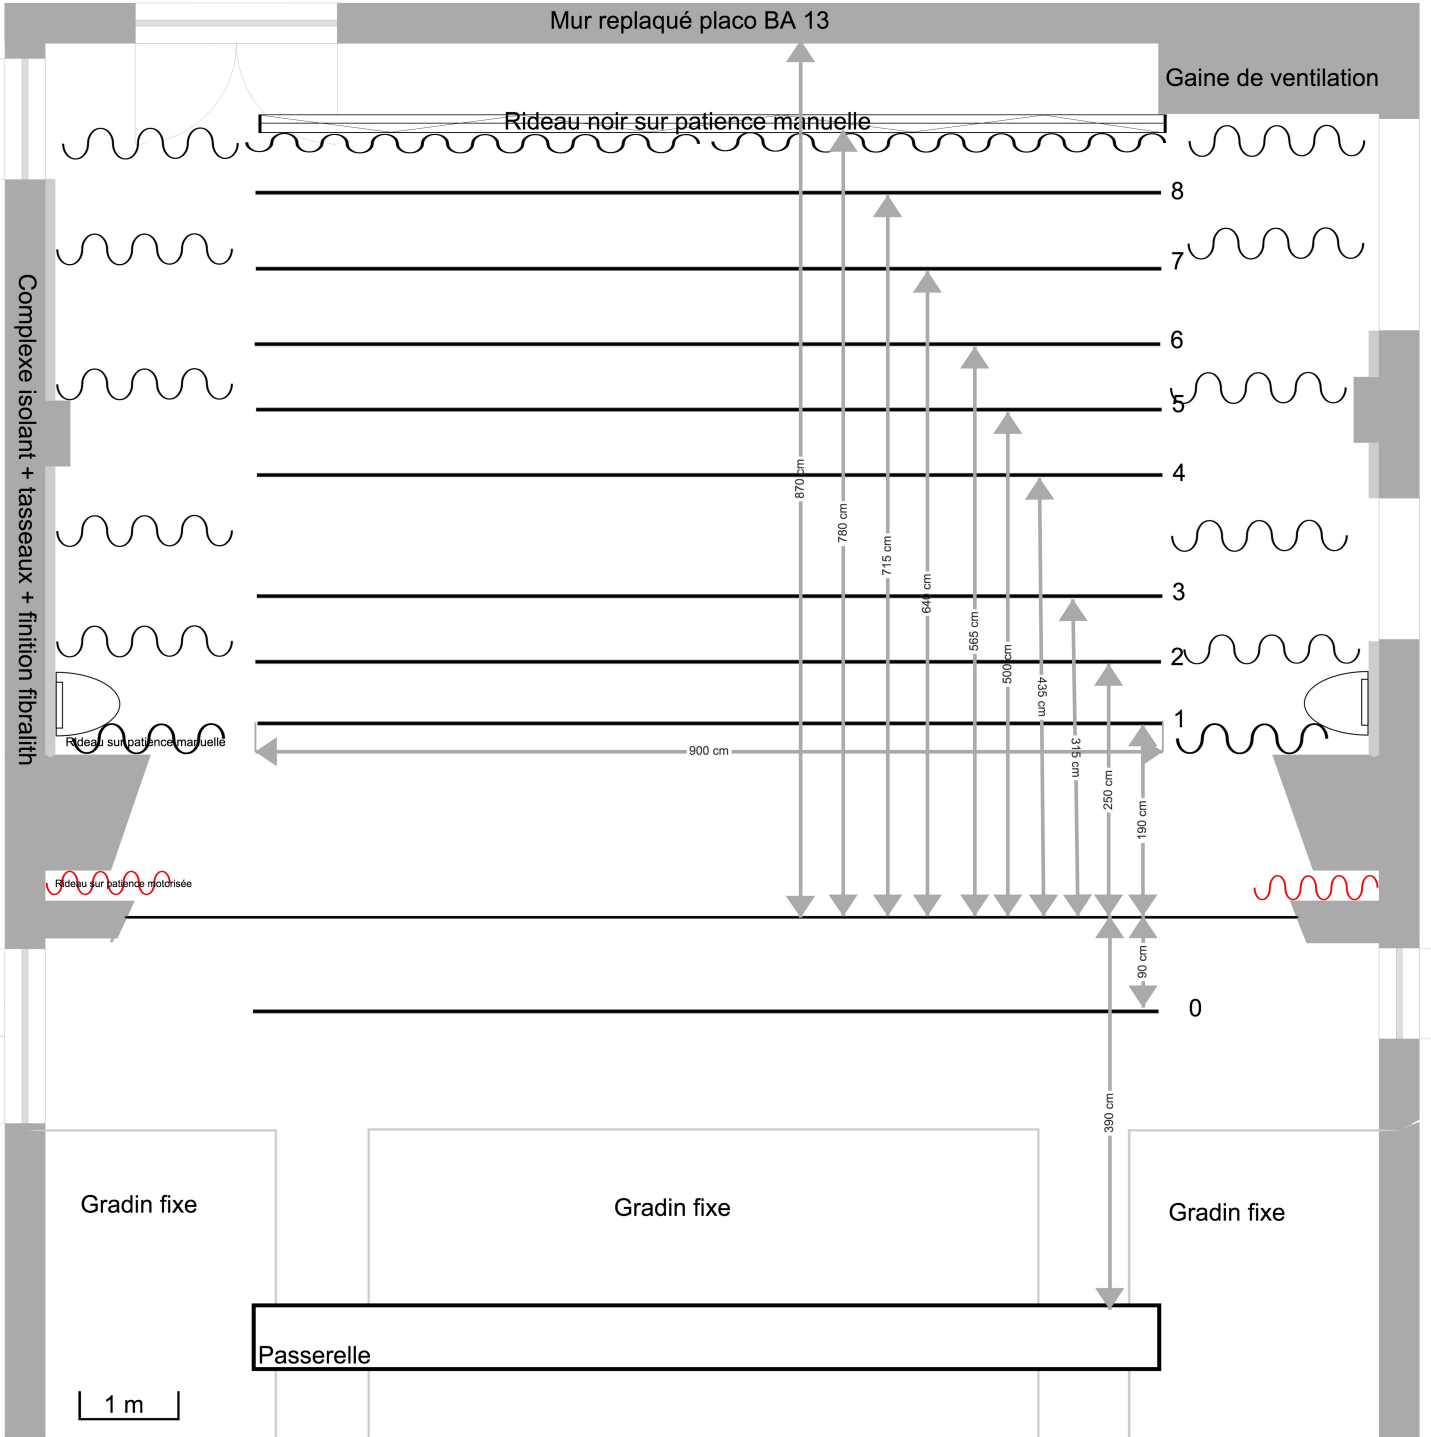 Mur replaqué placo BA 13
Gaine de ventilation
Rideau noir sur patience manuelle
8
7
6
5
4
3
2
1
Complexe isolant + tasseaux + finition fibralith
870 cm
780 cm
715 cm
640 cm
565 cm
500 cm
435 cm
315 cm
250 cm
190 cm
Rideau sur patience manuelle
900 cm
Rideau sur patience motorisée
90 cm
0
390 cm
Gradin fixe
Gradin fixe
Gradin fixe
Passerelle
1 m